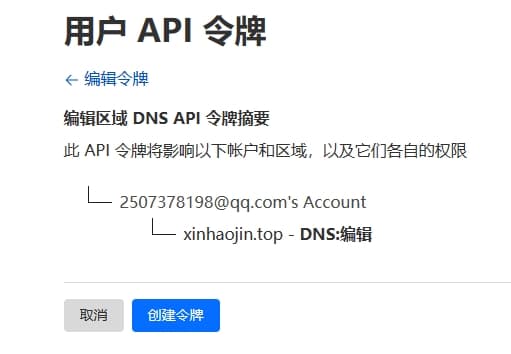 用户 API 令牌
← 编辑令牌
编辑区域 DNS API 令牌摘要
此 API 令牌将影响以下帐户和区域，以及它们各自的权限
2507378198@qq.com's Account
xinhaojin.top - DNS:编辑
取消 创建令牌